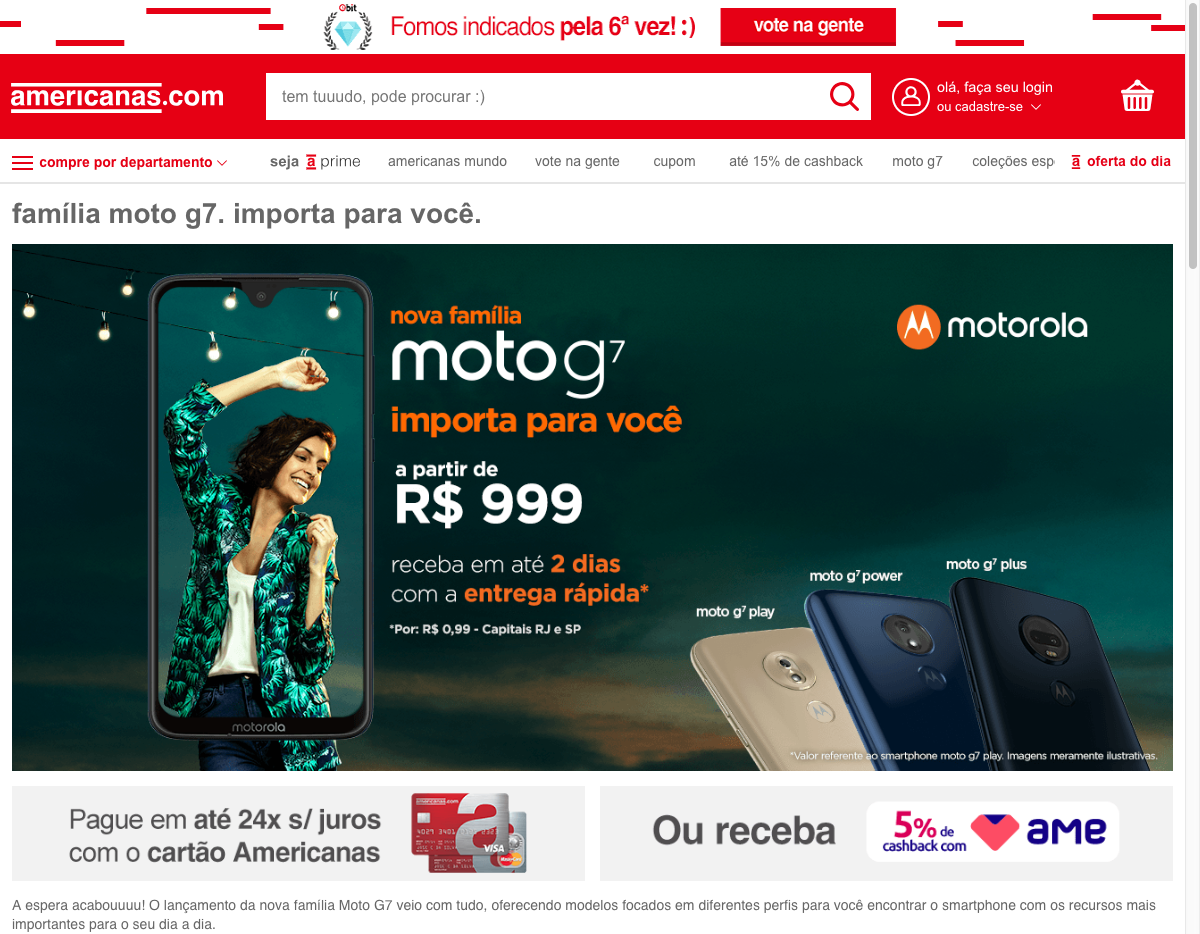 ebit
Fomos indicados pela 6ª vez! :)
vote na gente
americanas.com
tem tuuudo, pode procurar :)
olá, faça seu login
ou cadastre-se
compre por departamento
seja a prime
americanas mundo
vote na gente
cupom
até 15% de cashback
moto g7
coleções esp
a oferta do dia
família moto g7. importa para você.
nova família
moto g7
importa para você
a partir de
R$ 999
receba em até 2 dias
com a entrega rápida*
*Por: R$ 0,99 - Capitais RJ e SP
motorola
motorola
moto g7 play
moto g7 power
moto g7 plus
*Valor referente ao smartphone moto g7 play. Imagens meramente ilustrativas.
Pague em até 24x s/ juros
com o cartão Americanas
americanas.com
a
VISA
MasterCard
Ou receba
5% de
cashback com
ame
A espera acabouuuu! O lançamento da nova família Moto G7 veio com tudo, oferecendo modelos focados em diferentes perfis para você encontrar o smartphone com os recursos mais
importantes para o seu dia a dia.